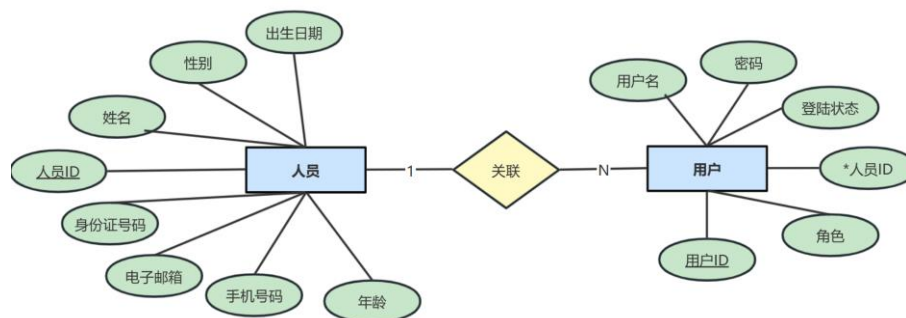 出生日期
性别
密码
用户名
登陆状态
姓名
人员ID
人员
1
关联
N
用户
*人员ID
身份证号码
角色
用户ID
电子邮箱
手机号码
年龄